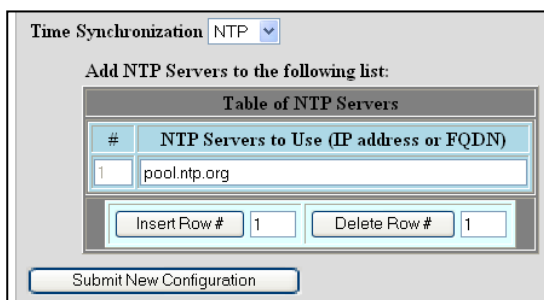 Time Synchronization NTP
Add NTP Servers to the following list:
Table of NTP Servers
# NTP Servers to Use (IP address or FQDN)
1 pool.ntp.org
Insert Row # 1 Delete Row # 1
Submit New Configuration